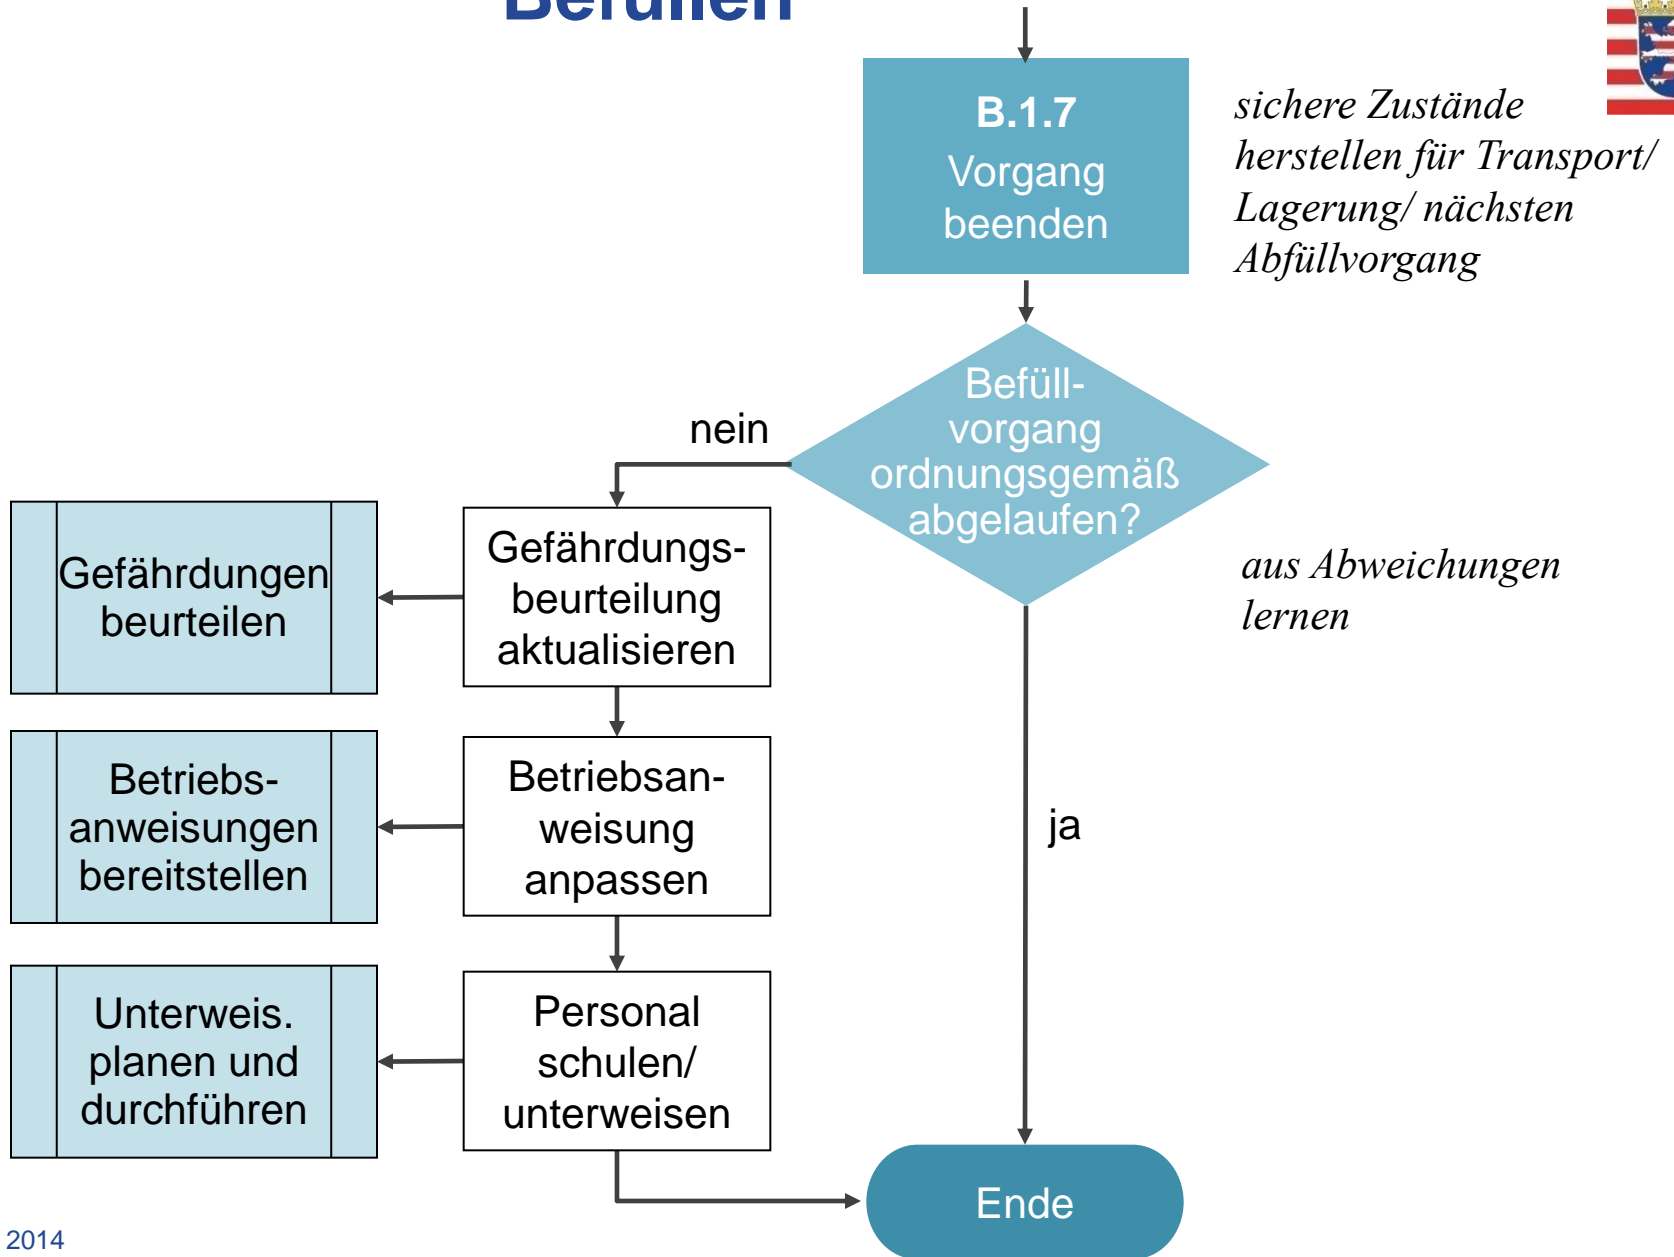 Befüllen
B.1.7
Vorgang
beenden
sichere Zustände
herstellen für Transport/
Lagerung/ nächsten
Abfüllvorgang
Befüll-
vorgang
ordnungsgemäß
abgelaufen?
nein
aus Abweichungen
lernen
Gefährdungen
beurteilen
Gefährdungs-
beurteilung
aktualisieren
Betriebs-
anweisungen
bereitstellen
Betriebsan-
weisung
anpassen
ja
Unterweis.
planen und
durchführen
Personal
schulen/
unterweisen
Ende
2014